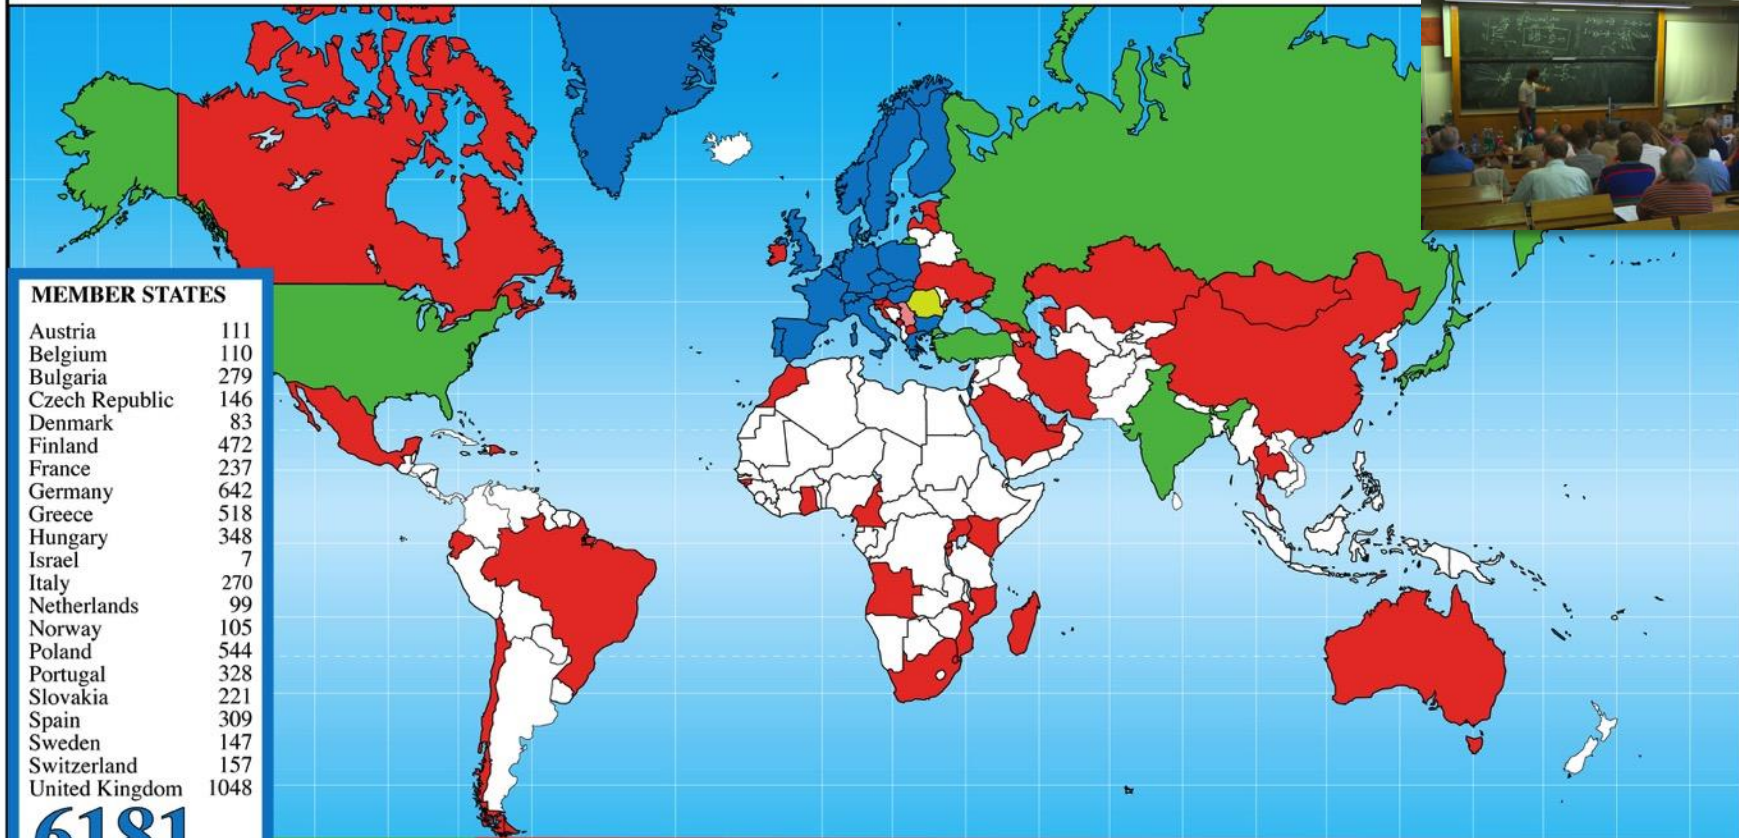 MEMBER STATES
Austria 111
Belgium 110
Bulgaria 279
Czech Republic 146
Denmark 83
Finland 472
France 237
Germany 642
Greece 518
Hungary 348
Israel 7
Italy 270
Netherlands 99
Norway 105
Poland 544
Portugal 328
Slovakia 221
Spain 309
Sweden 147
Switzerland 157
United Kingdom 1048
6181